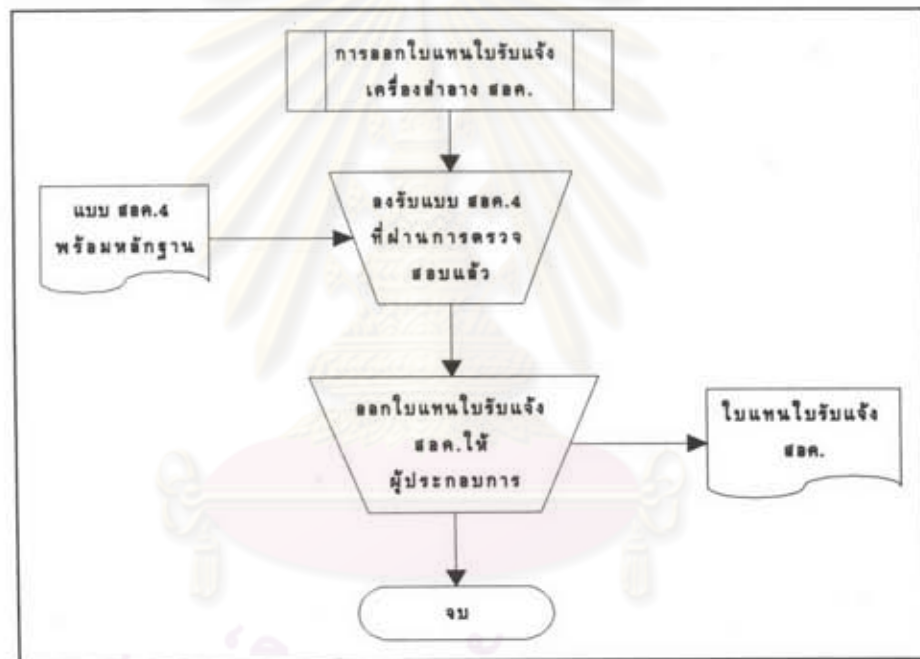 การออกใบแทนใบรับแจ้ง
เครื่องสำอาง สอค.
แบบ สอค.4
พร้อมหลักฐาน
ลงรับแบบ สอค.4
ที่ผ่านการตรวจ
สอบแล้ว
ออกใบแทนใบรับแจ้ง
สอค.ให้
ผู้ประกอบการ
ใบแทนใบรับแจ้ง
สอค.
จบ